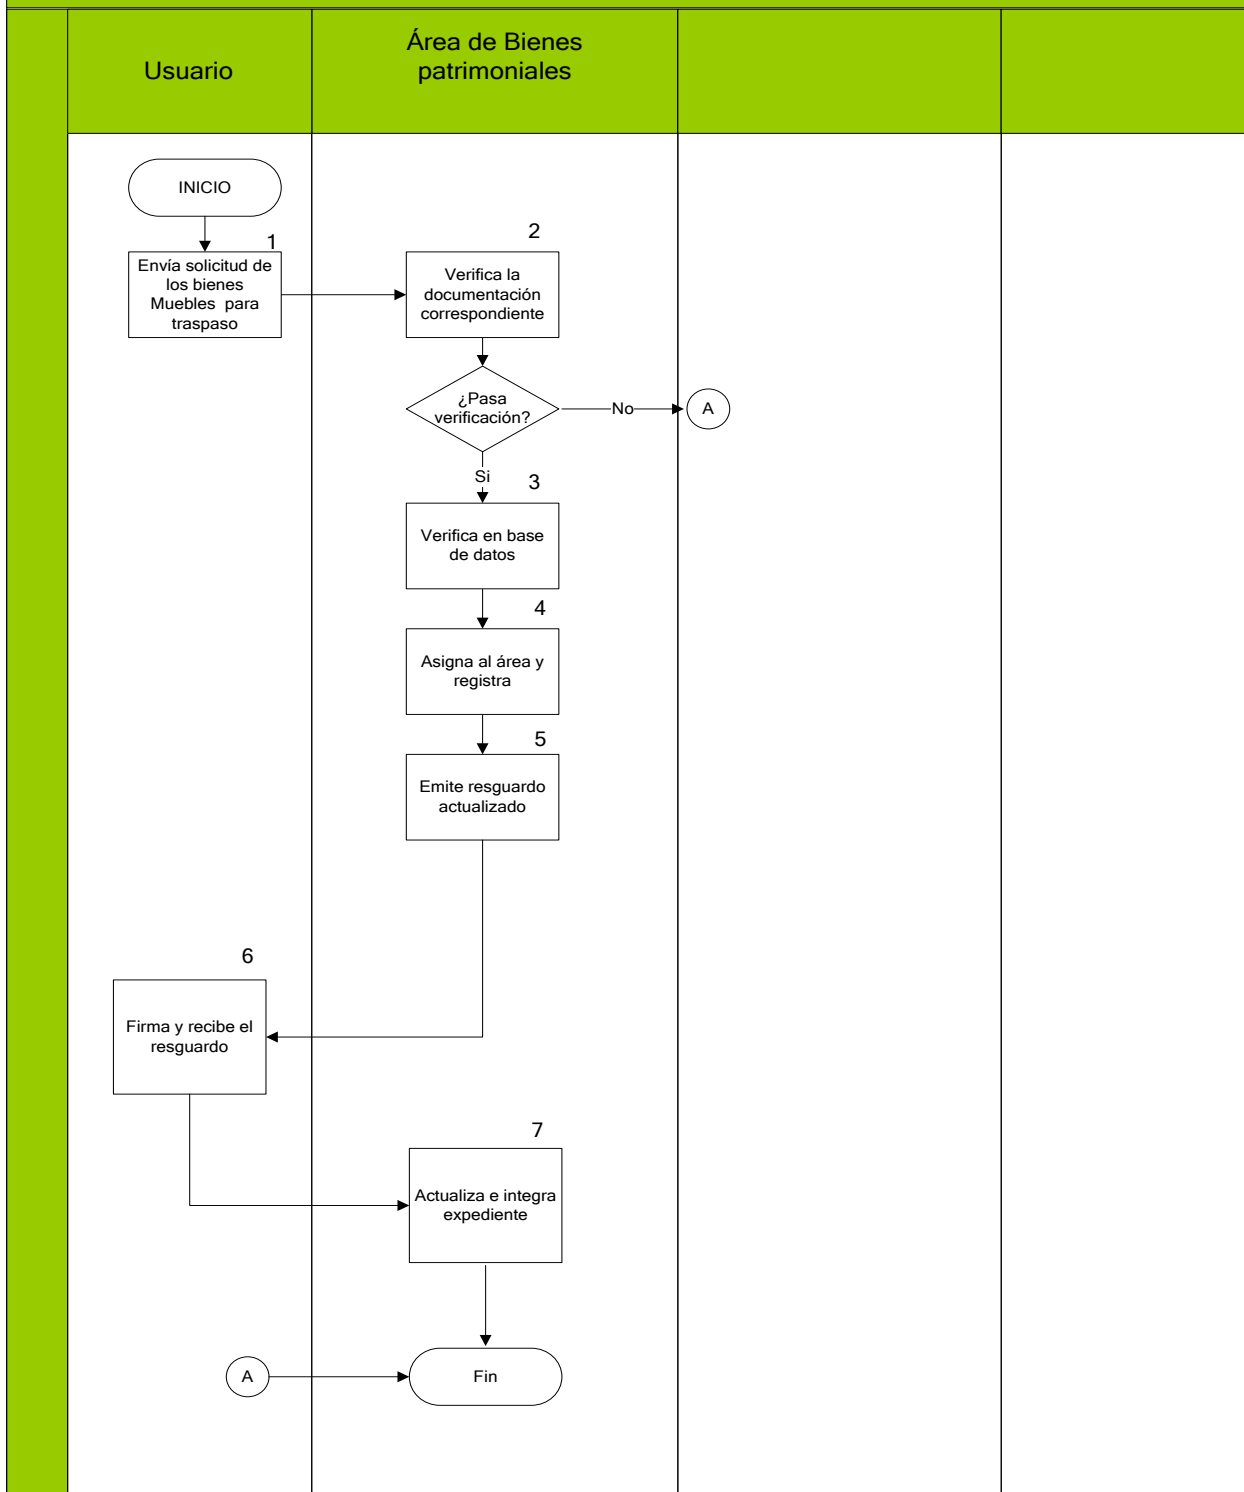 Usuario
Área de Bienes
patrimoniales
INICIO
1
Envía solicitud de
los bienes
Muebles para
traspaso
2
Verifica la
documentación
correspondiente
¿Pasa
verificación?
No
A
Si
3
Verifica en base
de datos
4
Asigna al área y
registra
5
Emite resguardo
actualizado
6
Firma y recibe el
resguardo
7
Actualiza e integra
expediente
A
Fin